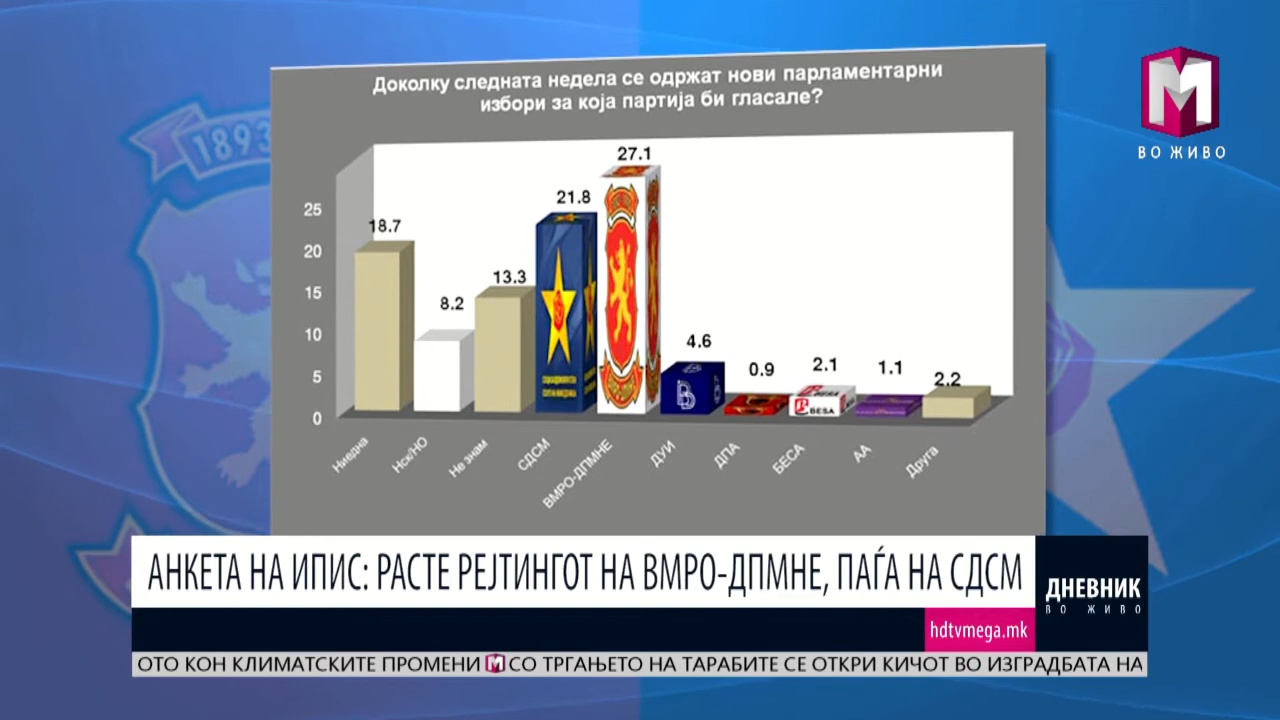 Доколку следната недела се одржат нови парламентарни
избори за која партија би гласале?
ВО ЖИВО
1893
27.1
21.8
18.7
13.3
8.2
4.6
0.9
2.1
1.1
2.2
25
20
15
10
5
0
BESA
BESA
Ниедна
Нск/НО
Не знам
СДСМ
ВМРО-ДПМНЕ
ДУИ
ДПА
БЕСА
АА
Друга
АНКЕТА НА ИПИС: РАСТЕ РЕЈТИНГОТ НА ВМРО-ДПМНЕ, ПАЃА НА СДСМ
ДНЕВНИК
ВО ЖИВО
hdtvmega.mk
ОТО КОН КЛИМАТСКИТЕ ПРОМЕНИ М СО ТРГАЊЕТО НА ТАРАБИТЕ СЕ ОТКРИ КИЧОТ ВО ИЗГРАДБАТА НА